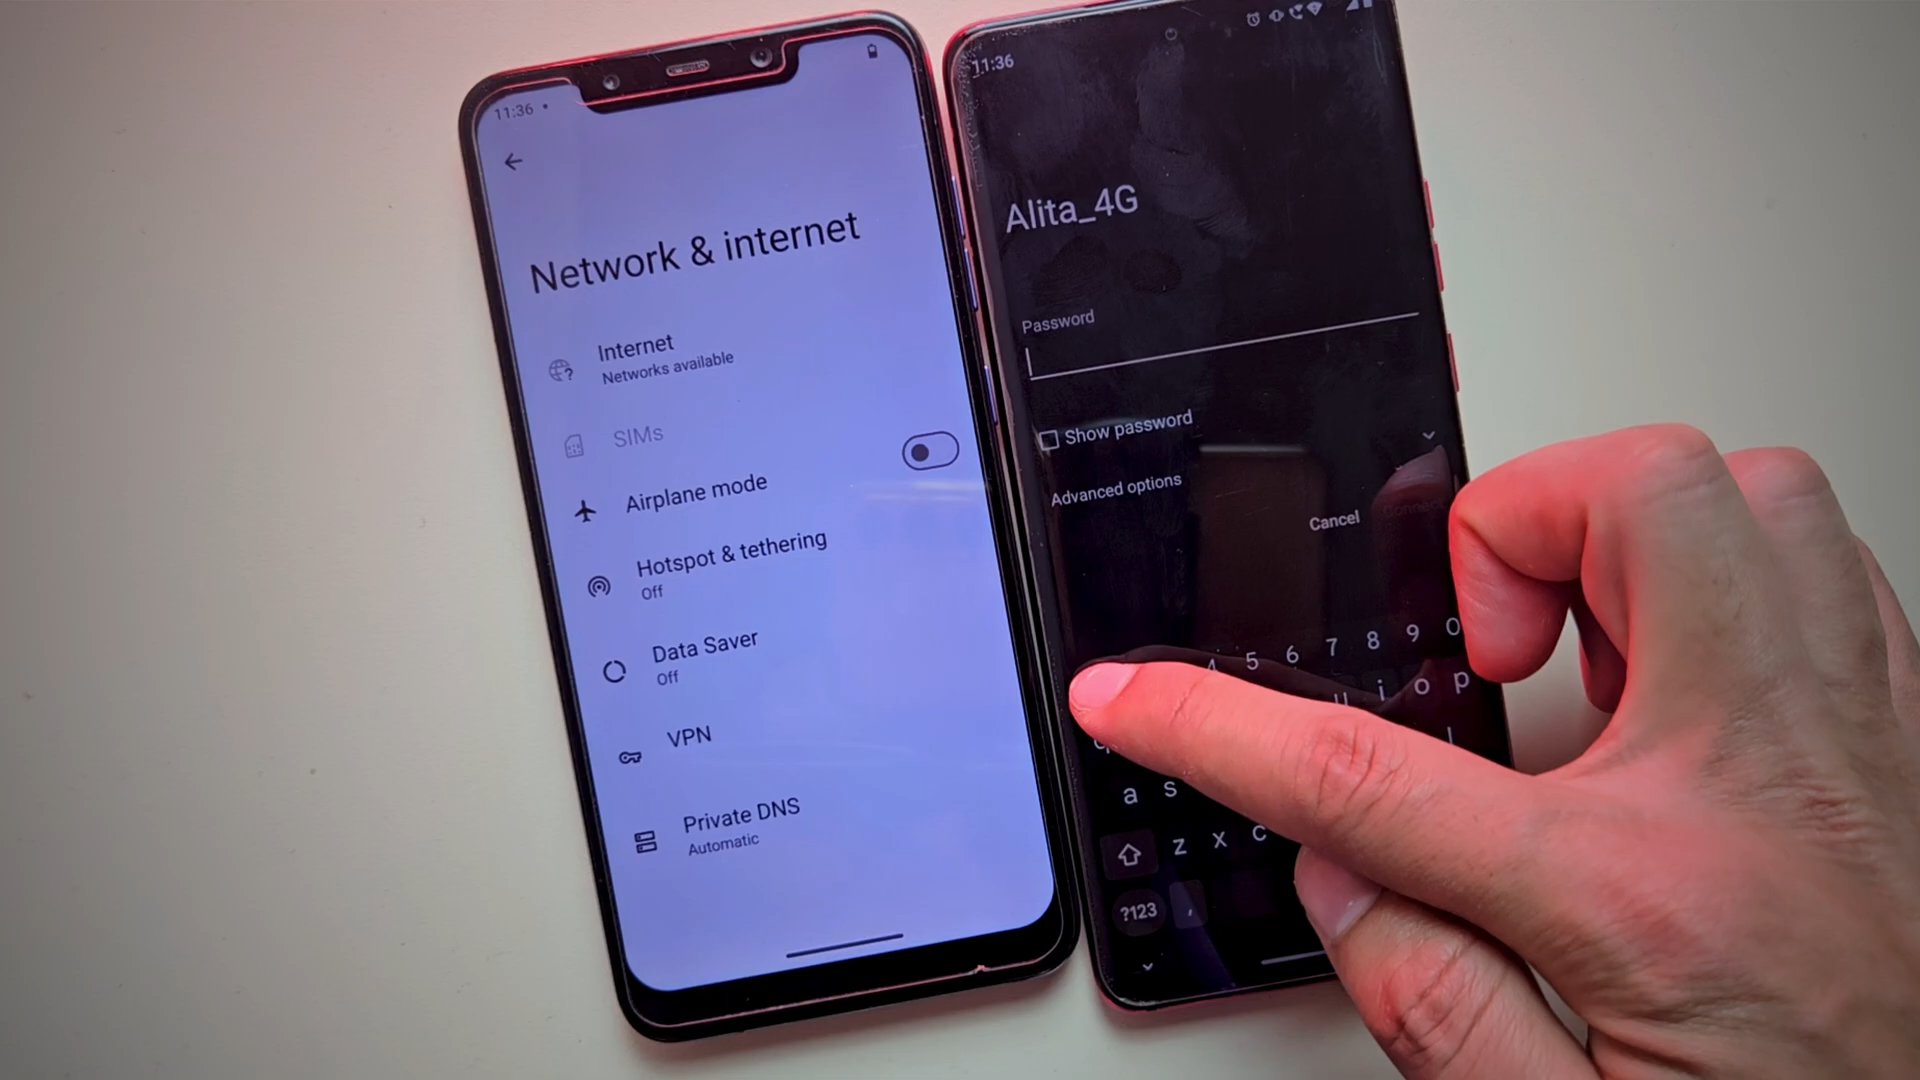 11:36
Network & internet
Internet
Networks available
SIMs
Airplane mode
Hotspot & tethering
Off
Data Saver
Off
VPN
Private DNS
Automatic
11:36
Alita_4G
Password
Show password
Advanced options
Cancel
4 5 6 7 8 9 0
u i o p
a s
z x c
?123 ,